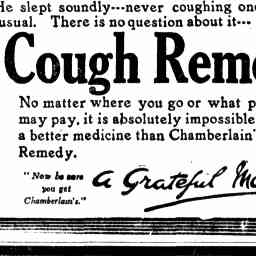 He slept soundly---never coughing on
usual. There is no question about it---
Cough Reme
No matter where you go or what p
may pay, it is absolutely impossible
a better medicine than Chamberlain'
Remedy.
"Now be sure
you get
Chamberlain's."
A Grateful Mo